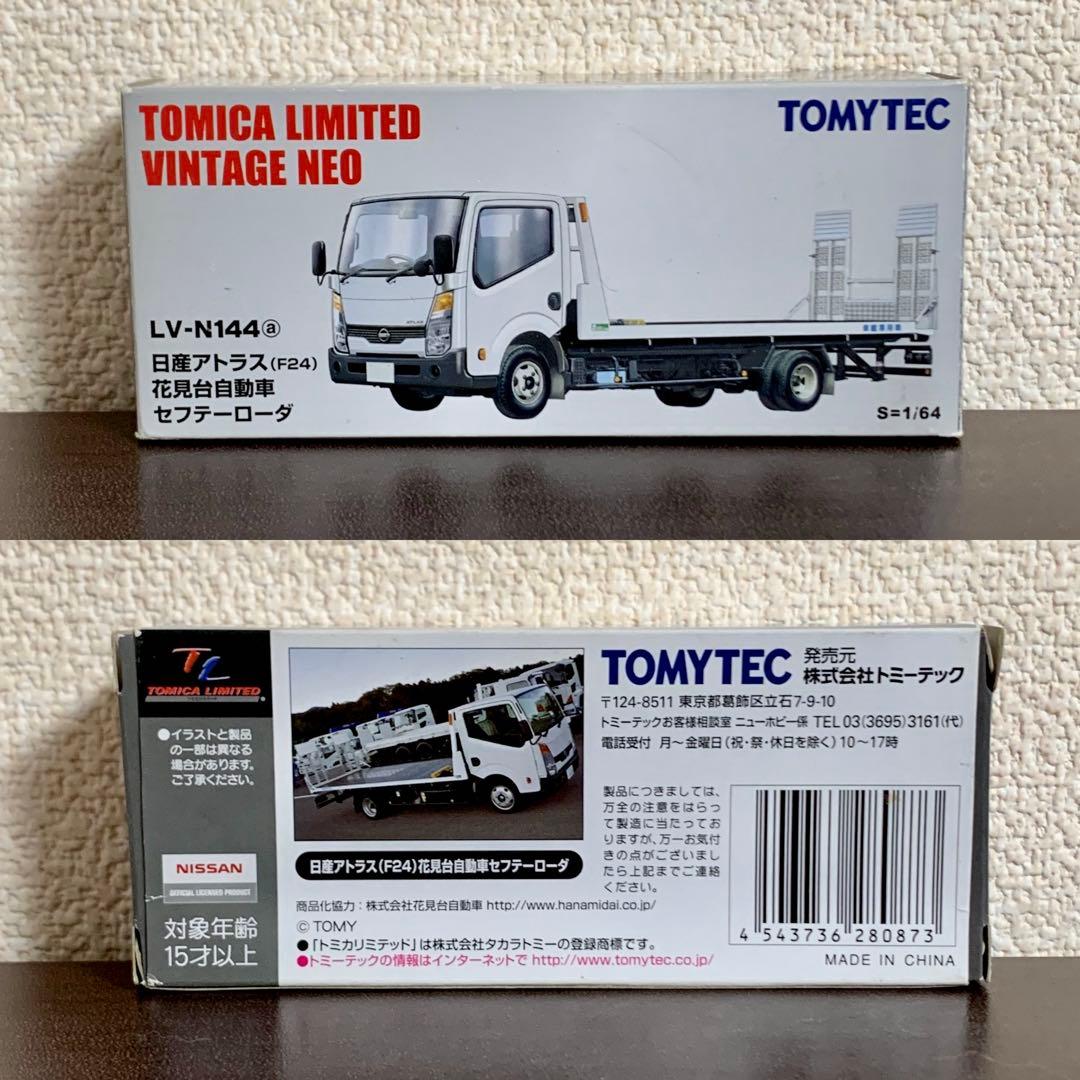 TOMICA LIMITED
VINTAGE NEO
TOMYTEC
LV-N144ⓐ
日産アトラス(F24)
花見台自動車
セフテーローダ
ATLAS
S=1/64
TL
TOMICA LIMITED
●イラストと製品
の一部は異なる
場合があります。
ご了承ください。
NISSAN
OFFICIAL LICENSED PRODUCT
対象年齢
15才以上
日産アトラス(F24)花見台自動車セフテーローダ
商品化協力：株式会社花見台自動車 http://www.hanamidai.co.jp/
© TOMY
●「トミカリミテッド」は株式会社タカラトミーの登録商標です。
●トミーテックの情報はインターネットで http://www.tomytec.co.jp/
TOMYTEC 発売元
株式会社トミーテック
〒124-8511 東京都葛飾区立石7-9-10
トミーテックお客様相談室 ニューホビー係 TEL 03(3695)3161(代)
電話受付 月～金曜日(祝・祭・休日を除く)10～17時
製品につきましては、
万全の注意をはらっ
て製造に当たってお
りますが、万一お気付
きの点がございまし
たら上記までご連絡
ください。
4 543736 280873
MADE IN CHINA